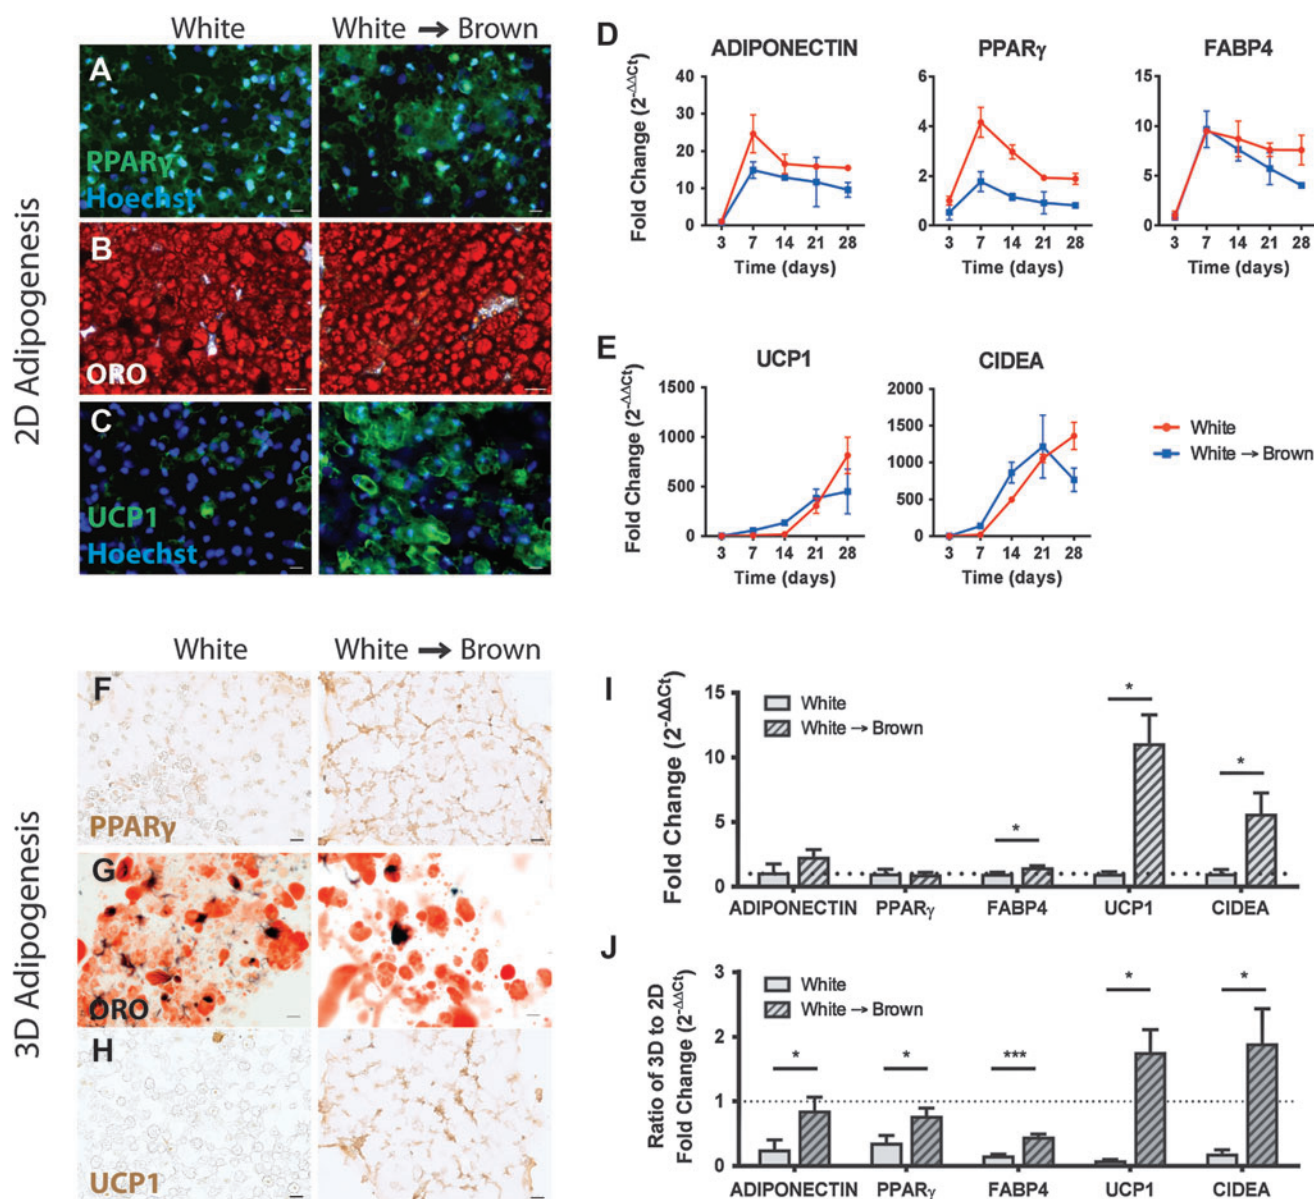 2D Adipogenesis
White
White → Brown
A
PPARγ
Hoechst
B
ORO
C
UCP1
Hoechst
D
ADIPONECTIN
PPARγ
FABP4
Fold Change (2^-ΔΔCt)
40
30
20
10
0
3 7 14 21 28
Time (days)
6
4
2
0
3 7 14 21 28
Time (days)
15
10
5
0
3 7 14 21 28
Time (days)
E
UCP1
CIDEA
Fold Change (2^-ΔΔCt)
1500
1000
500
0
3 7 14 21 28
Time (days)
2000
1500
1000
500
0
3 7 14 21 28
Time (days)
White
White → Brown
3D Adipogenesis
White
White → Brown
F
PPARγ
G
ORO
H
UCP1
I
Fold Change (2^-ΔΔCt)
15
10
5
0
White
White → Brown
*
*
*
ADIPONECTIN PPARγ FABP4 UCP1 CIDEA
J
Ratio of 3D to 2D
Fold Change (2^-ΔΔCt)
3
2
1
0
White
White → Brown
*
*
***
*
*
ADIPONECTIN PPARγ FABP4 UCP1 CIDEA